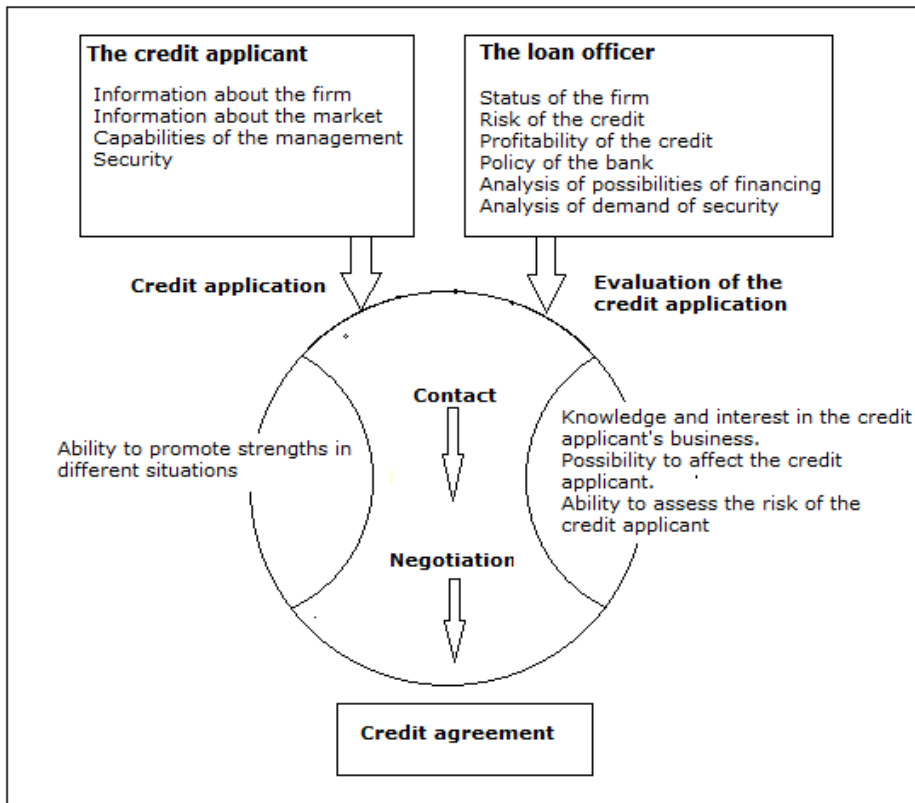 The credit applicant
Information about the firm
Information about the market
Capabilities of the management
Security
The loan officer
Status of the firm
Risk of the credit
Profitability of the credit
Policy of the bank
Analysis of possibilities of financing
Analysis of demand of security
Credit application
Evaluation of the
credit application
Contact
Ability to promote strengths in
different situations
Knowledge and interest in the credit
applicant's business.
Possibility to affect the credit
applicant.
Ability to assess the risk of the
credit applicant
Negotiation
Credit agreement